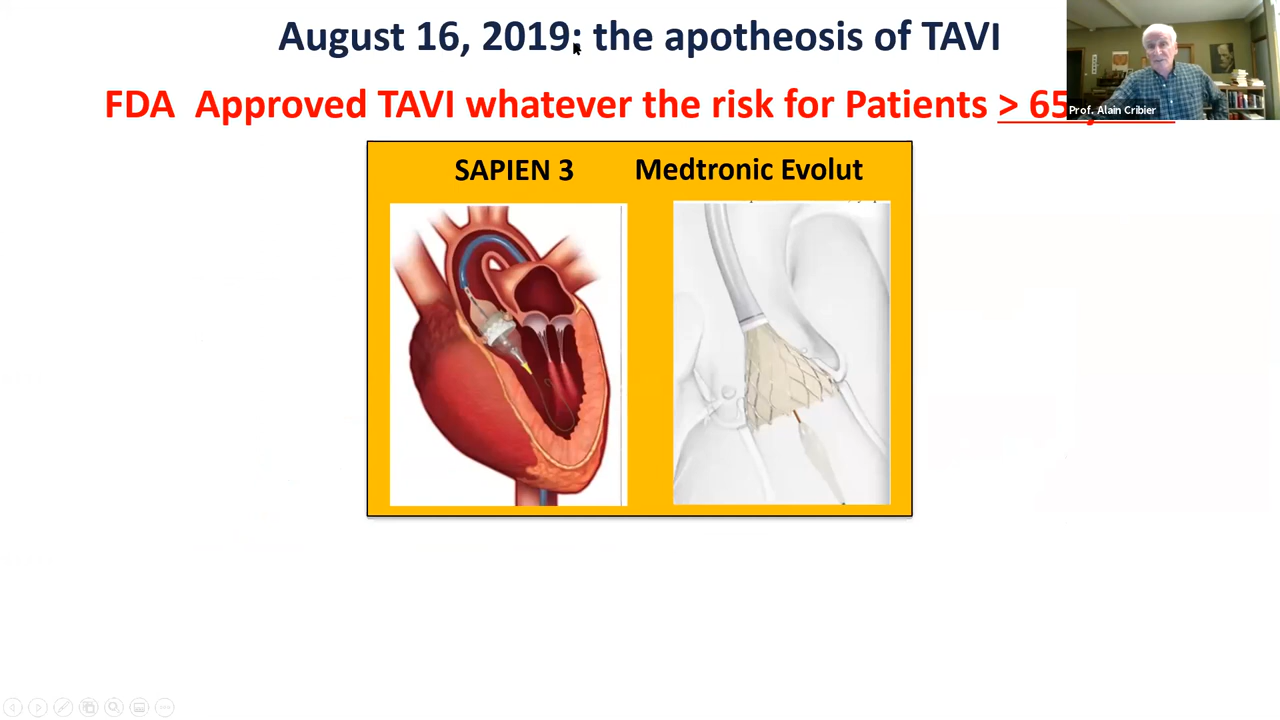 August 16, 2019: the apotheosis of TAVI
FDA Approved TAVI whatever the risk for Patients > 65
Prof. Alain Cribier
SAPIEN 3 Medtronic Evolut